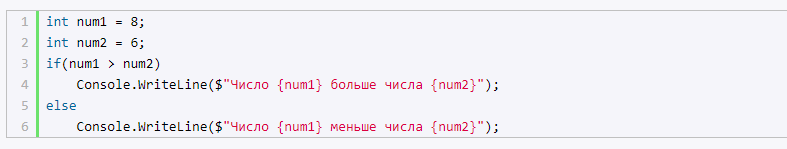 1 int num1 = 8;
2 int num2 = 6;
3 if(num1 > num2)
4     Console.WriteLine($"Число {num1} больше числа {num2}");
5 else
6     Console.WriteLine($"Число {num1} меньше числа {num2}");